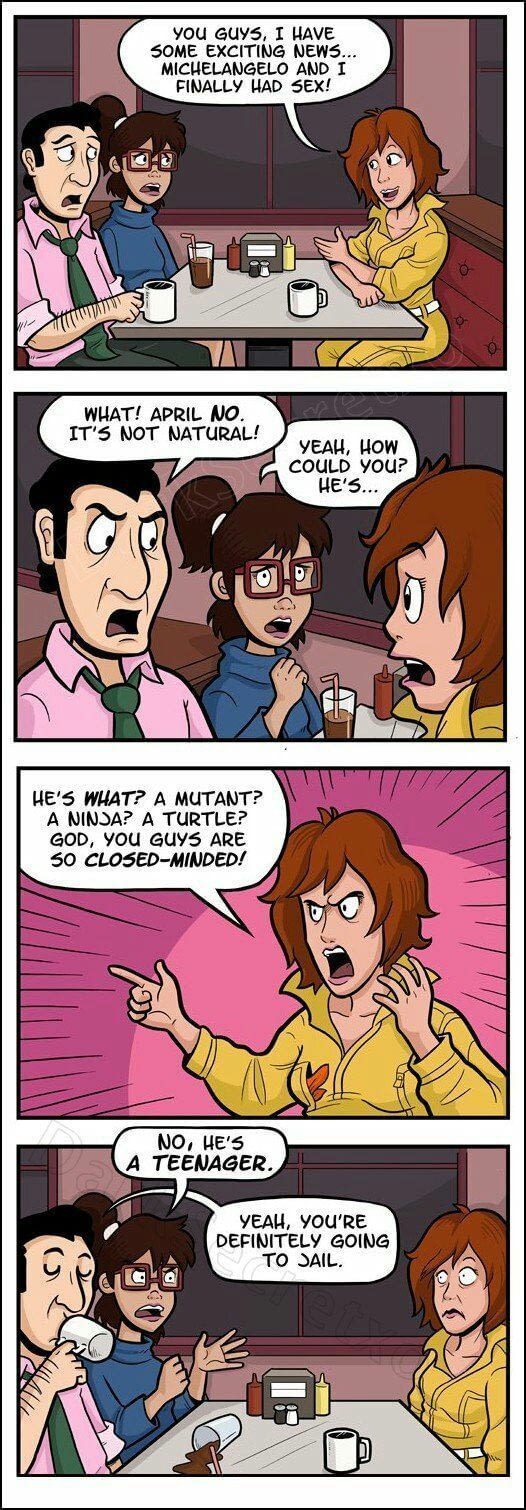 YOU GUYS, I HAVE
SOME EXCITING NEWS...
MICHELANGELO AND I
FINALLY HAD SEX!
WHAT! APRIL NO.
IT'S NOT NATURAL!
YEAH, HOW
COULD YOU?
HE'S...
HE'S WHAT? A MUTANT?
A NINJA? A TURTLE?
GOD, YOU GUYS ARE
SO CLOSED-MINDED!
NO, HE'S
A TEENAGER.
YEAH, YOU'RE
DEFINITELY GOING
TO JAIL.